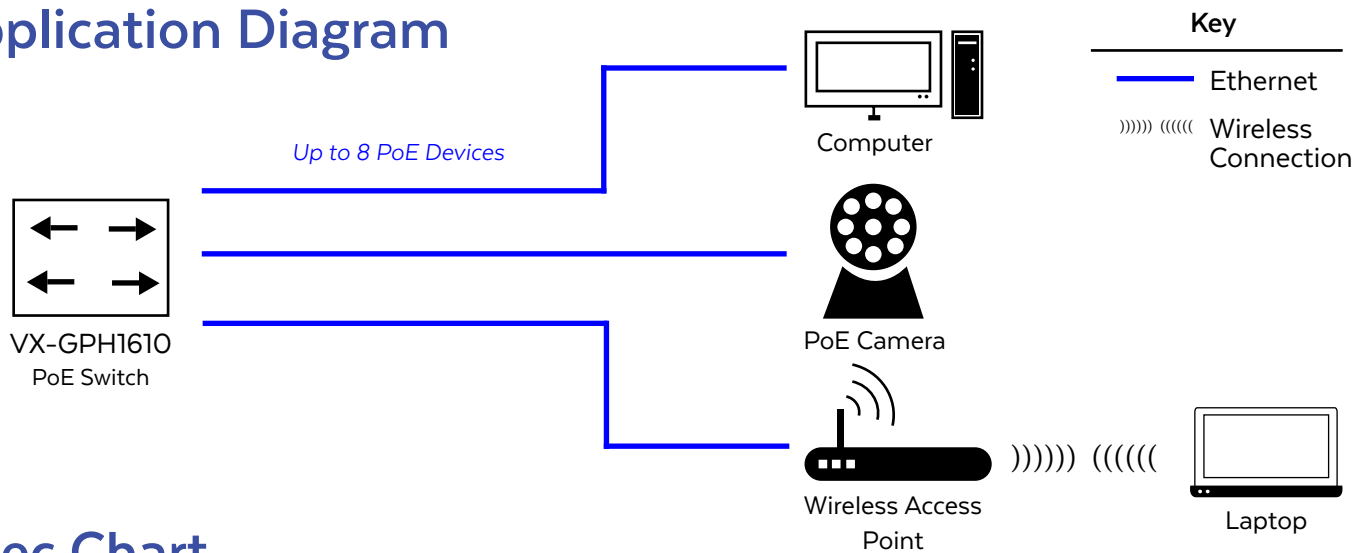 pplication Diagram
Key
Ethernet
Wireless
Connection
Up to 8 PoE Devices
Computer
VX-GPH1610
PoE Switch
PoE Camera
Wireless Access
Point
Laptop
ec Chart